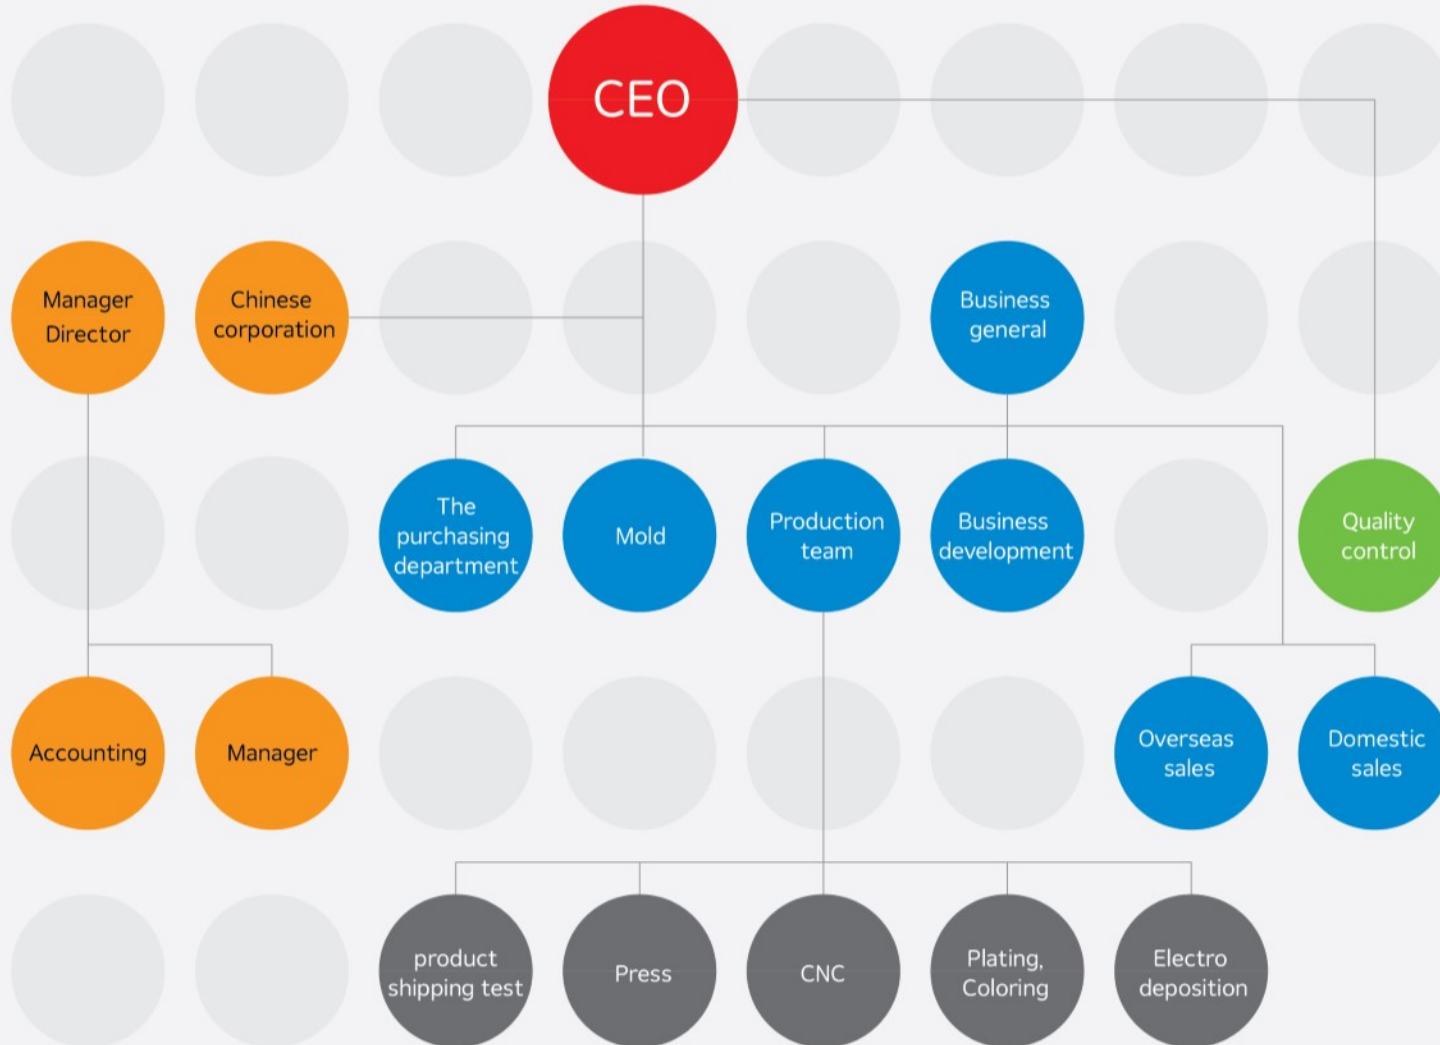 CEO
Manager
Director
Chinese
corporation
Business
general
The
purchasing
department
Mold
Production
team
Business
development
Quality
control
Accounting
Manager
Overseas
sales
Domestic
sales
product
shipping test
Press
CNC
Plating,
Coloring
Electro
deposition